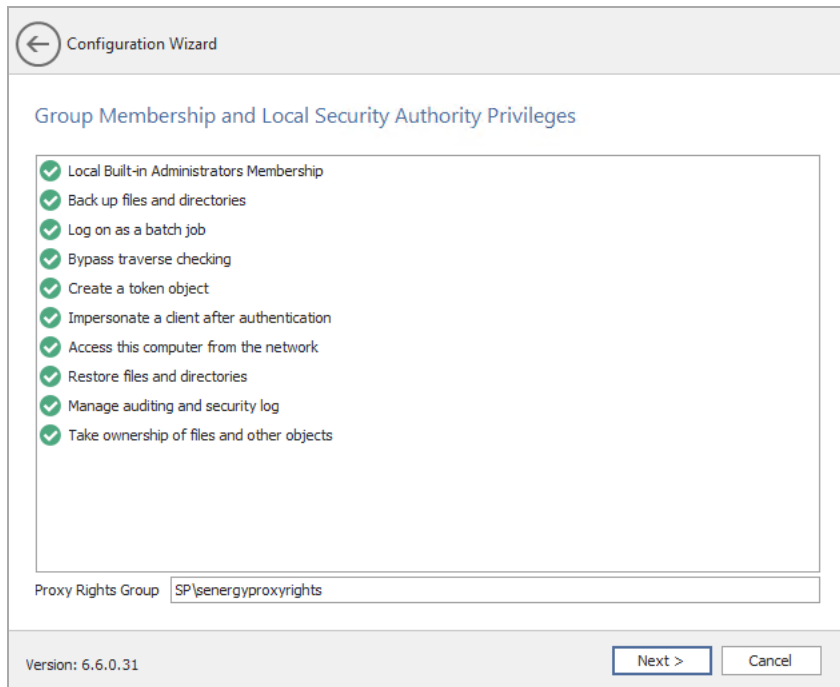 Configuration Wizard
Group Membership and Local Security Authority Privileges
Local Built-in Administrators Membership
Back up files and directories
Log on as a batch job
Bypass traverse checking
Create a token object
Impersonate a client after authentication
Access this computer from the network
Restore files and directories
Manage auditing and security log
Take ownership of files and other objects
Proxy Rights Group SP\senergyproxyrights
Version: 6.6.0.31 Next > Cancel